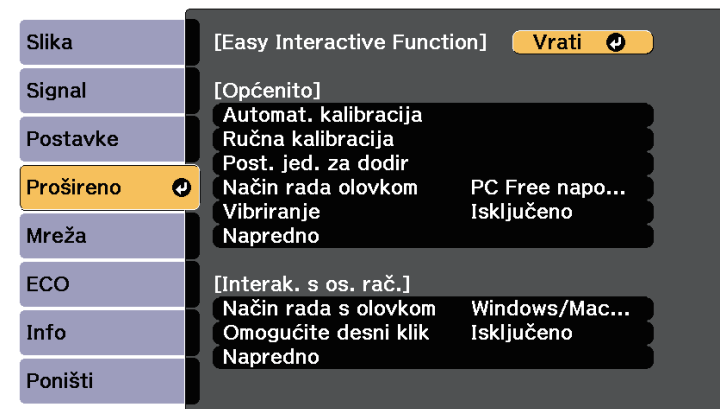 Slika
Signal
Postavke
Prošireno
Mreža
ECO
Info
Poništi
[Easy Interactive Function] Vrati
[Općenito]
Automat. kalibracija
Ručna kalibracija
Post. jed. za dodir
Način rada olovkom PC Free napo...
Vibriranje Isključeno
Napredno
[Interak. s os. rač.]
Način rada s olovkom Windows/Mac...
Omogućite desni klik Isključeno
Napredno